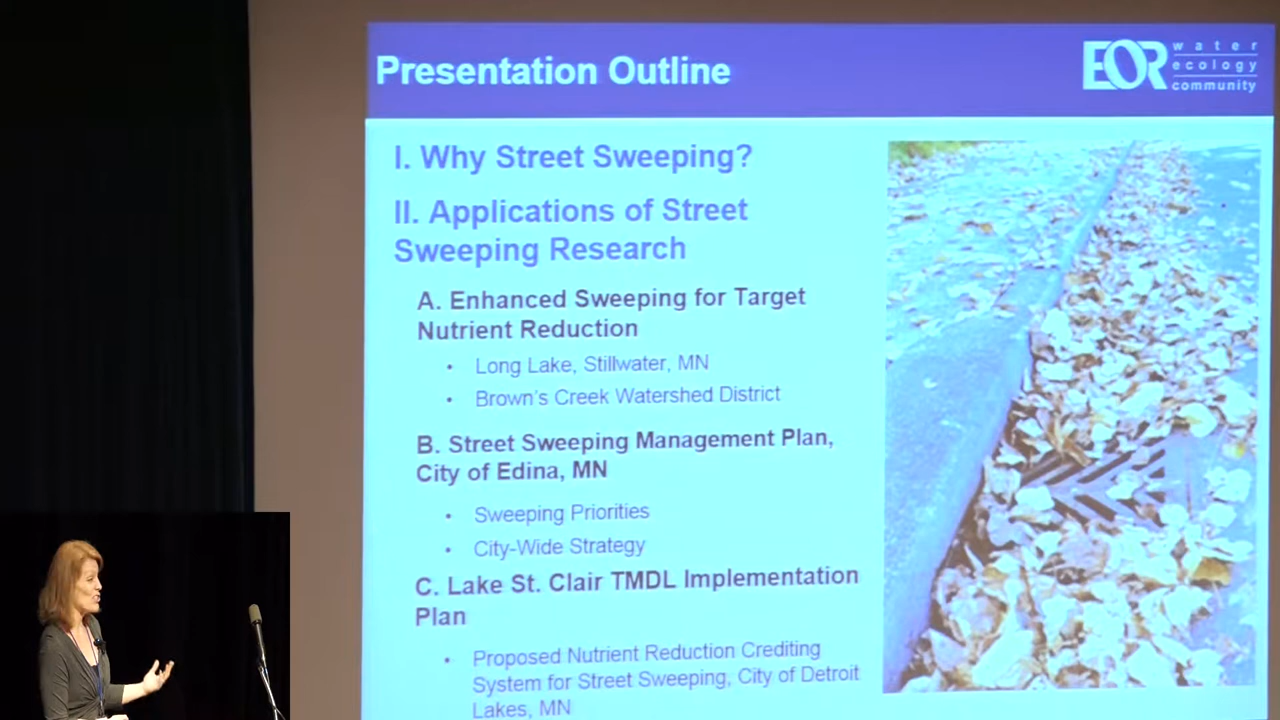 Presentation Outline
EOR
water
ecology
community
I. Why Street Sweeping?
II. Applications of Street
Sweeping Research
A. Enhanced Sweeping for Target
Nutrient Reduction
• Long Lake, Stillwater, MN
• Brown's Creek Watershed District
B. Street Sweeping Management Plan,
City of Edina, MN
• Sweeping Priorities
• City-Wide Strategy
C. Lake St. Clair TMDL Implementation
Plan
• Proposed Nutrient Reduction Crediting
System for Street Sweeping, City of Detroit
Lakes, MN